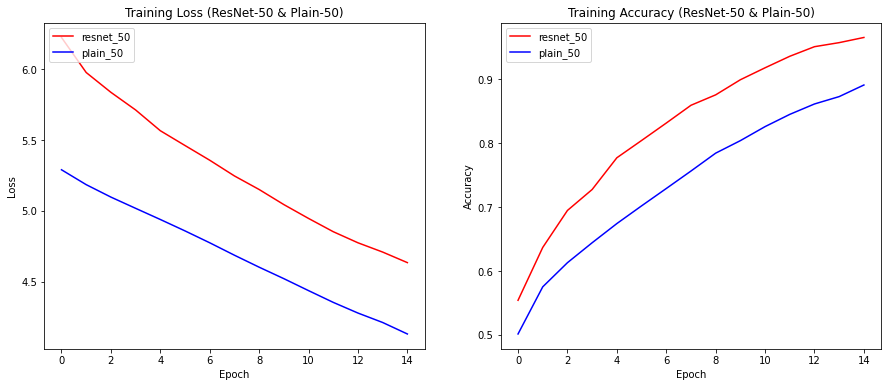 Training Loss (ResNet-50 & Plain-50)
resnet_50
plain_50
6.0
5.5
5.0
4.5
Loss
0 2 4 6 8 10 12 14
Epoch
Training Accuracy (ResNet-50 & Plain-50)
resnet_50
plain_50
0.9
0.8
0.7
0.6
0.5
Accuracy
0 2 4 6 8 10 12 14
Epoch